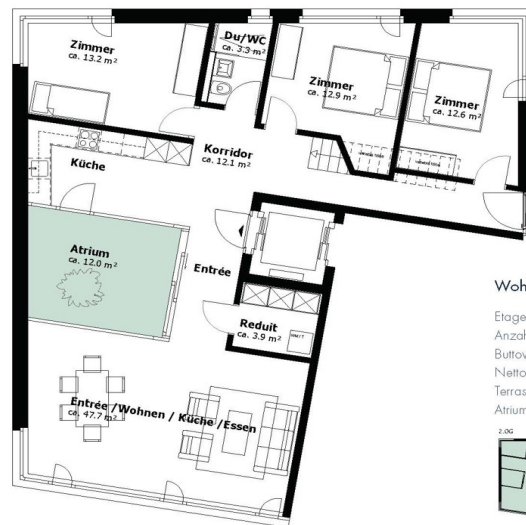 Zimmer
ca. 13.2 m²
Du/WC
ca. 3.3 m²
Zimmer
ca. 12.9 m²
Zimmer
ca. 12.6 m²
Korridor
ca. 12.1 m²
Küche
Atrium
ca. 12.0 m²
Entrée
Reduit
ca. 3.9 m²
Entrée /Wohnen / Küche /Essen
ca. 47.7 m²
Woh
Etage
Anzah
Buttow
Netto
Terras
Atrium
2.OG